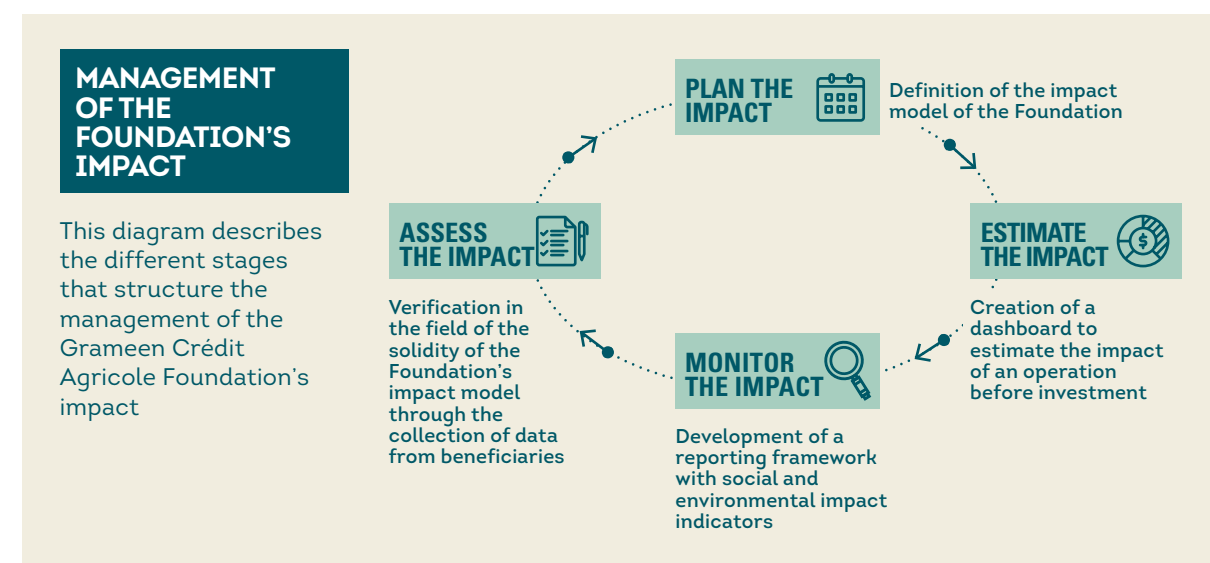 MANAGEMENT
OF THE
FOUNDATION'S
IMPACT
This diagram describes
the different stages
that structure the
management of the
Grameen Crédit
Agricole Foundation's
impact
PLAN THE
IMPACT
Definition of the impact
model of the Foundation
ESTIMATE
THE IMPACT
$
Creation of a
dashboard to
estimate the impact
of an operation
before investment
MONITOR
THE IMPACT
Development of a
reporting framework
with social and
environmental impact
indicators
ASSESS
THE IMPACT
Verification in
the field of the
solidity of the
Foundation's
impact model
through the
collection of data
from beneficiaries